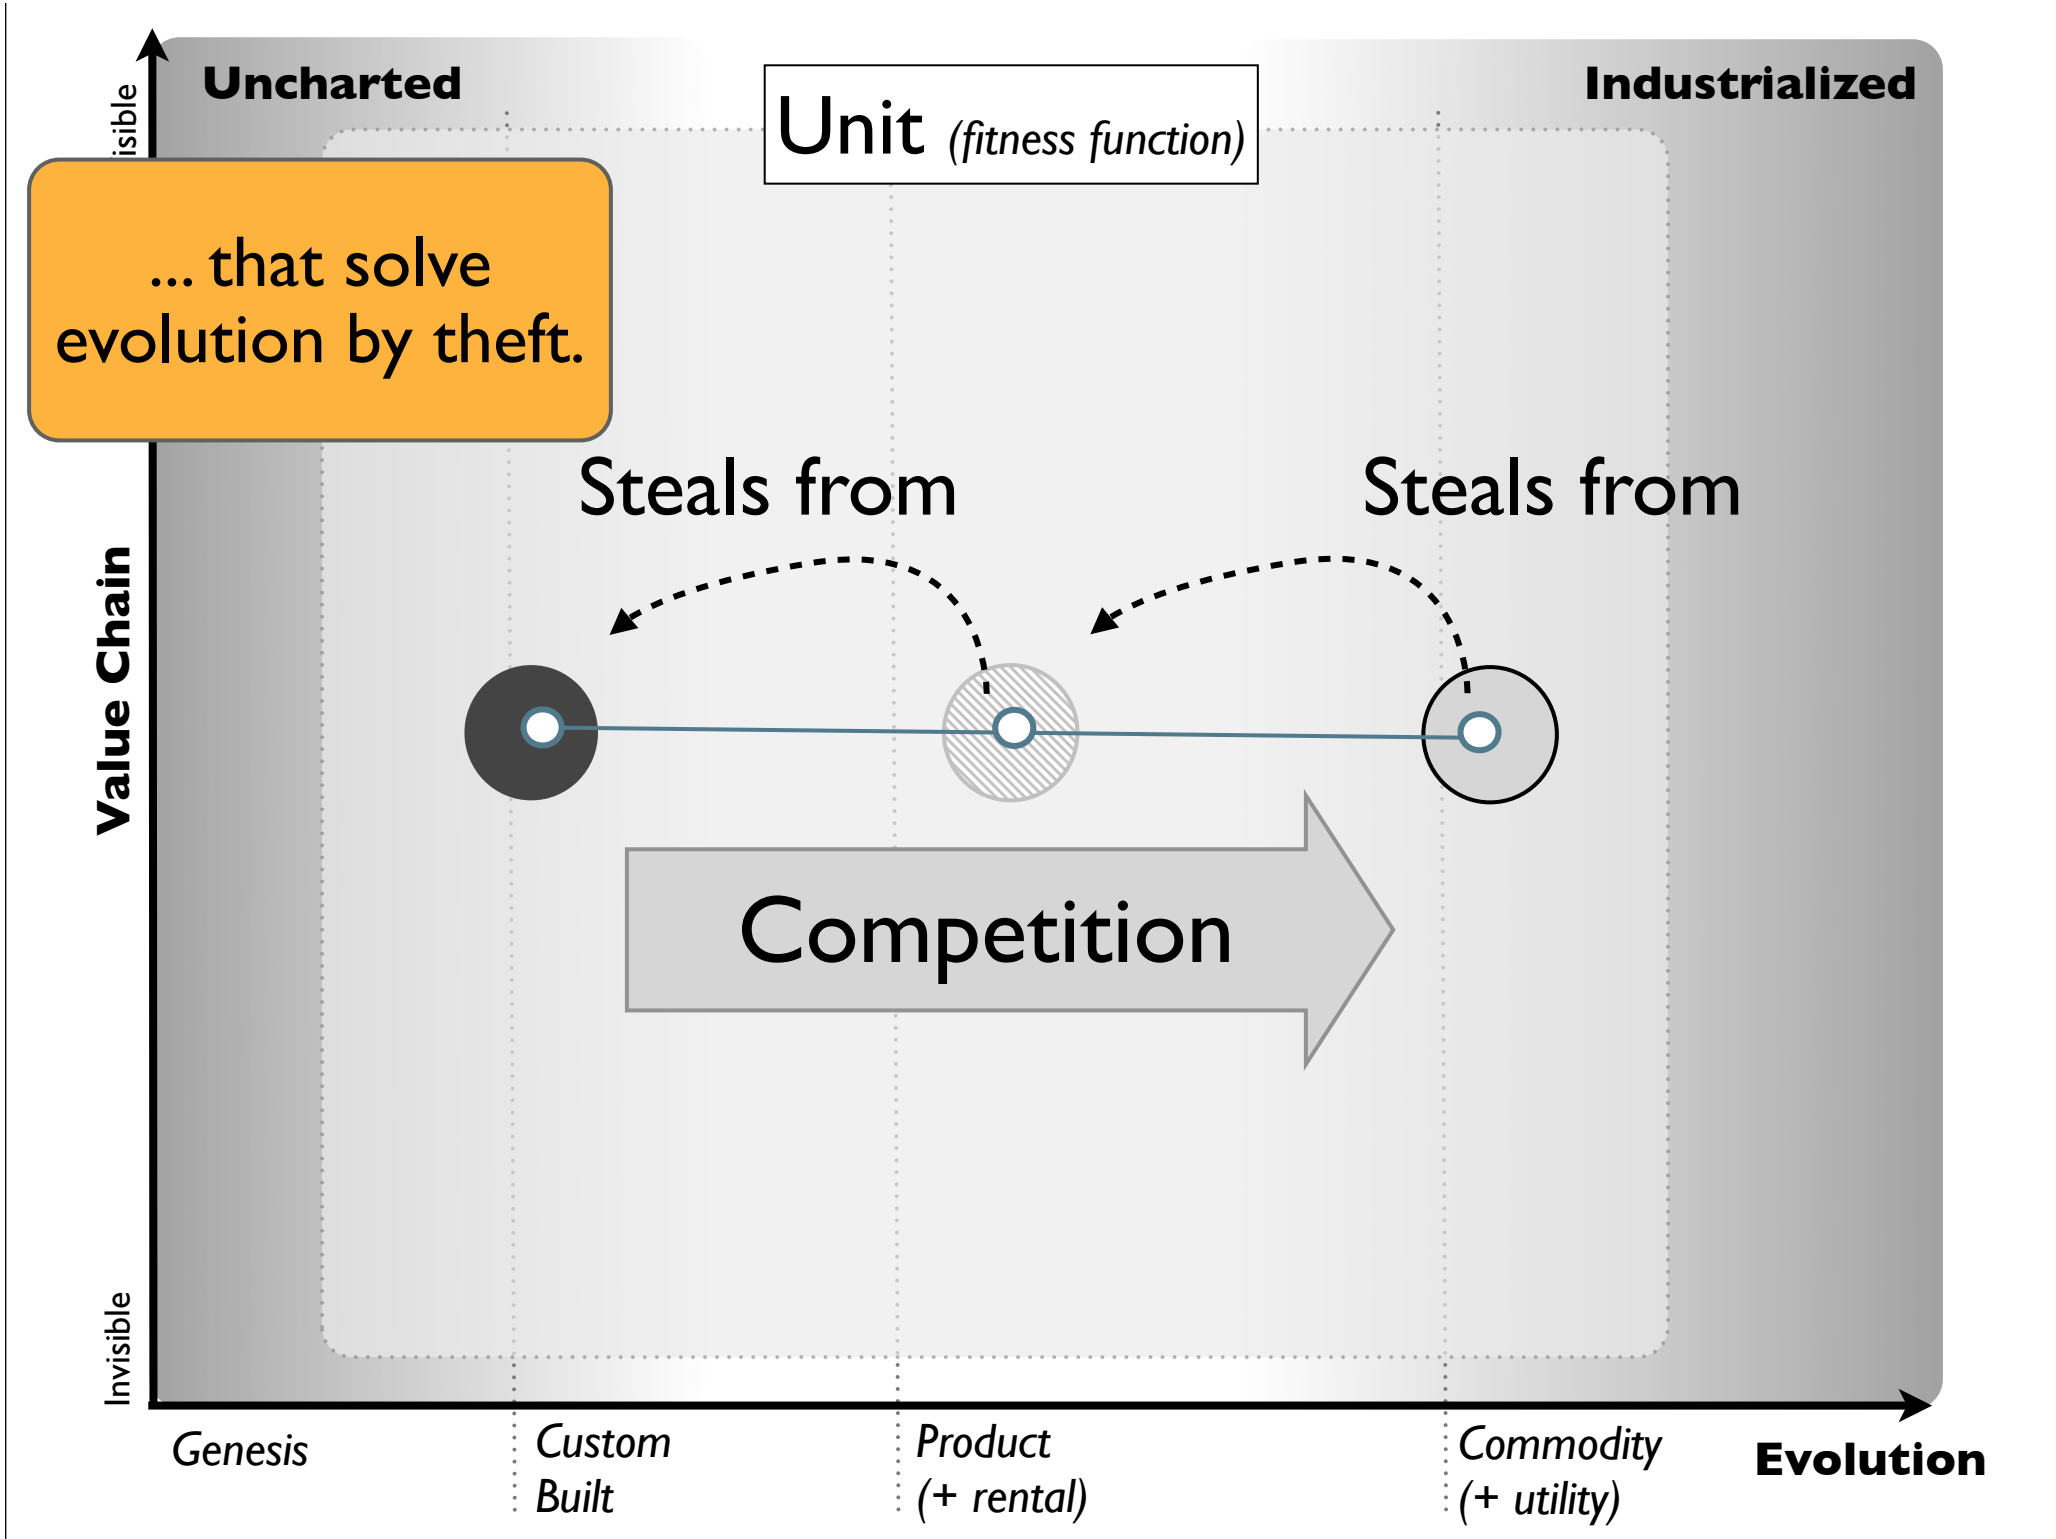 Uncharted
Unit (fitness function)
Industrialized
isible
... that solve
evolution by theft.
Steals from
Steals from
Value Chain
Competition
Invisible
Genesis
Custom
Built
Product
(+ rental)
Commodity
(+ utility)
Evolution